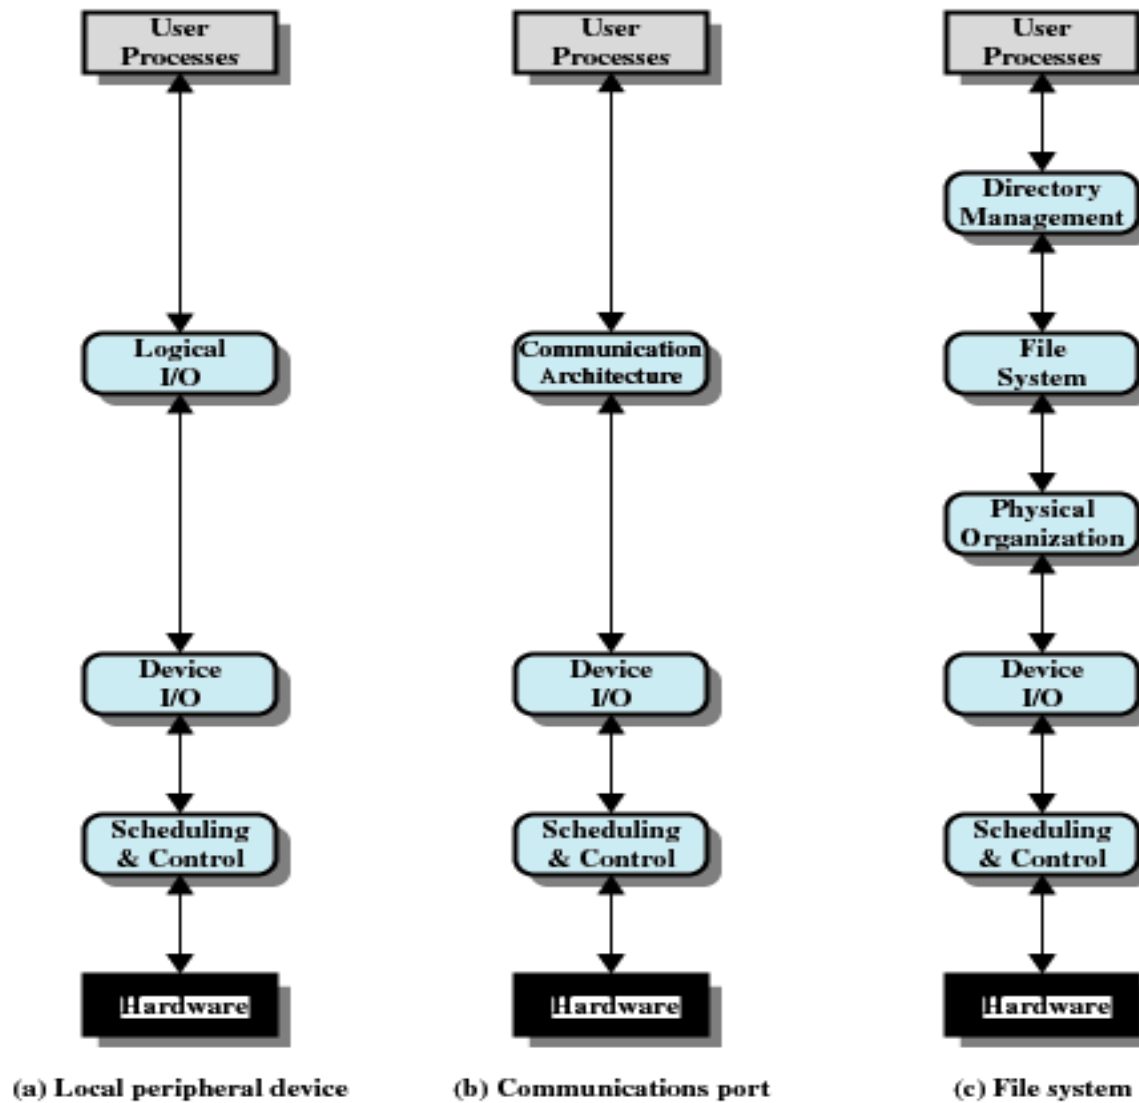 User
Processes
Logical
I/O
Device
I/O
Scheduling
& Control
Hardware
(a) Local peripheral device
User
Processes
Communication
Architecture
Device
I/O
Scheduling
& Control
Hardware
(b) Communications port
User
Processes
Directory
Management
File
System
Physical
Organization
Device
I/O
Scheduling
& Control
Hardware
(c) File system